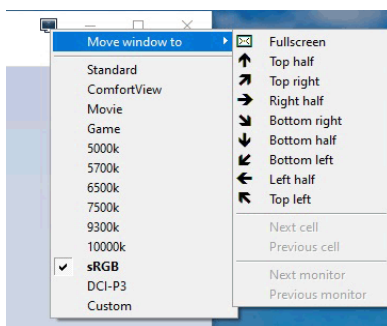 Move window to
Standard
ComfortView
Movie
Game
5000k
5700k
6500k
7500k
9300k
10000k
sRGB
DCI-P3
Custom
Fullscreen
Top half
Top right
Right half
Bottom right
Bottom half
Bottom left
Left half
Top left
Next cell
Previous cell
Next monitor
Previous monitor